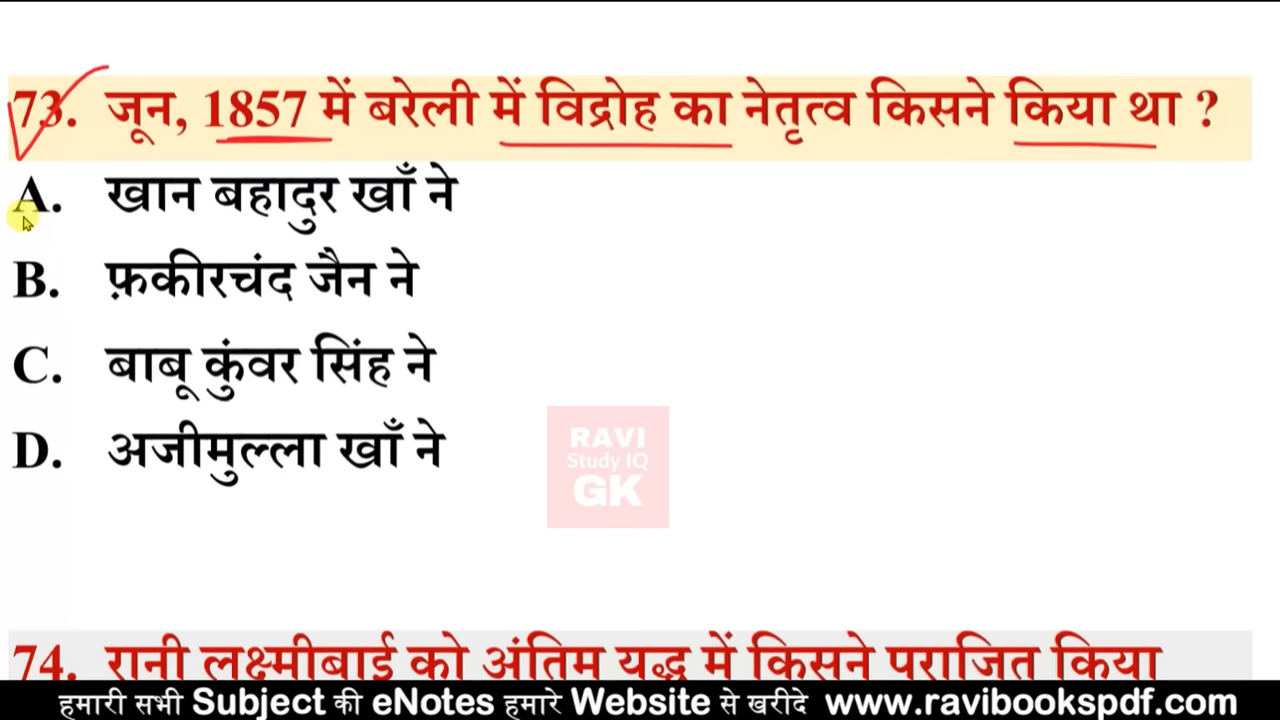 73. जून, 1857 में बरेली में विद्रोह का नेतृत्व किसने किया था ?
A. खान बहादुर खाँ ने
B. फ़कीरचंद जैन ने
C. बाबू कुंवर सिंह ने
D. अजीमुल्ला खाँ ने
RAVI
Study IQ
GK
74. रानी लक्ष्मीबाई को अंतिम युद्ध में किसने पराजित किया
हमारी सभी Subject की eNotes हमारे Website से खरीदे www.ravibookspdf.com